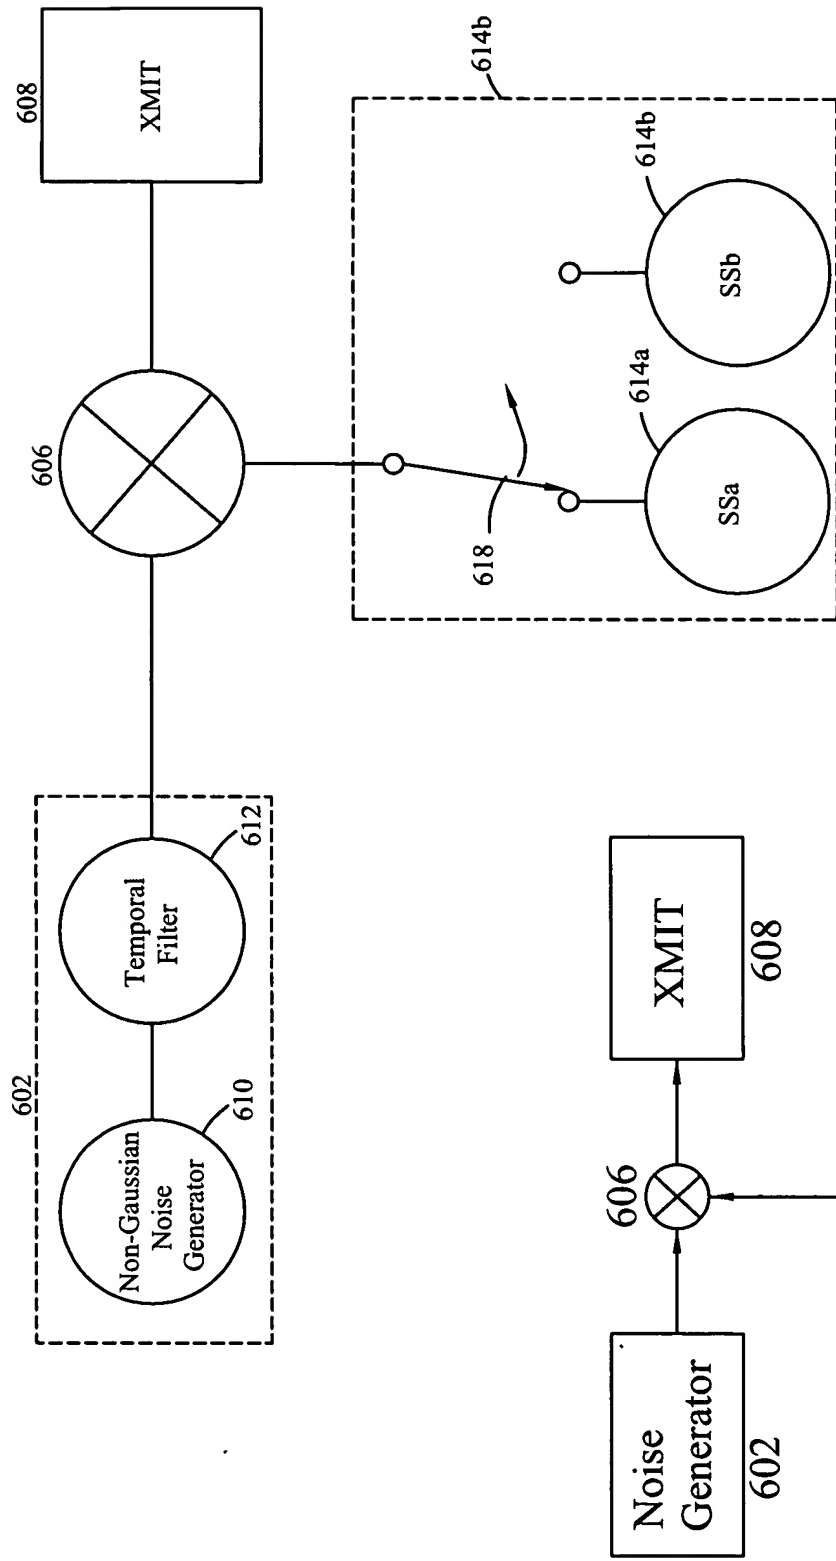 602
Non-Gaussian
Noise
Generator
610
Temporal
Filter
612
606
608
XMIT
618
SSa
614a
SSb
614b
614b
Noise
Generator
602
606
XMIT
608